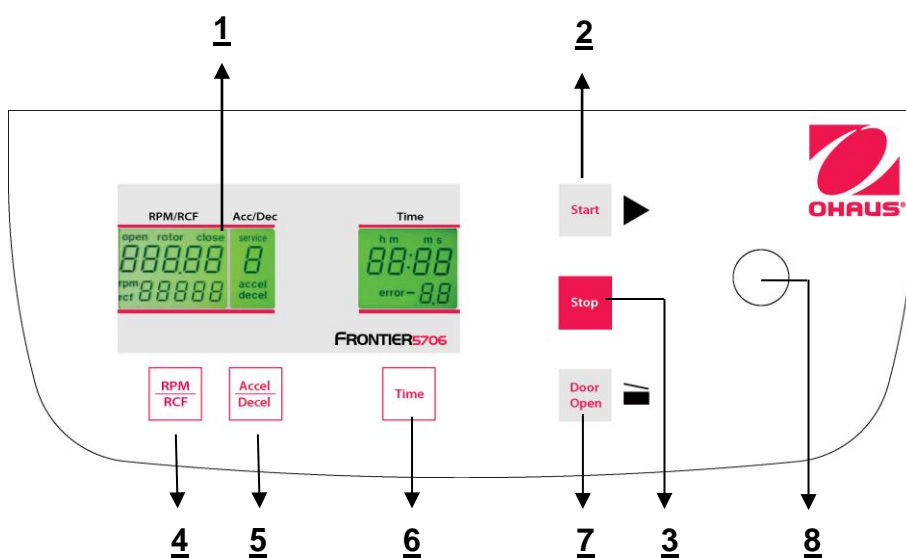 1 2
OHAUS®
RPM/RCF Acc/Dec Time
open rotor close service
888.88 8
rpm
rcf 88888
accel
decel
h m m s
88:88
error-8.8
FRONTIER5706
Start
Stop
Door
Open
RPM
RCF
Accel
Decel
Time
4 5 6 7 3 8